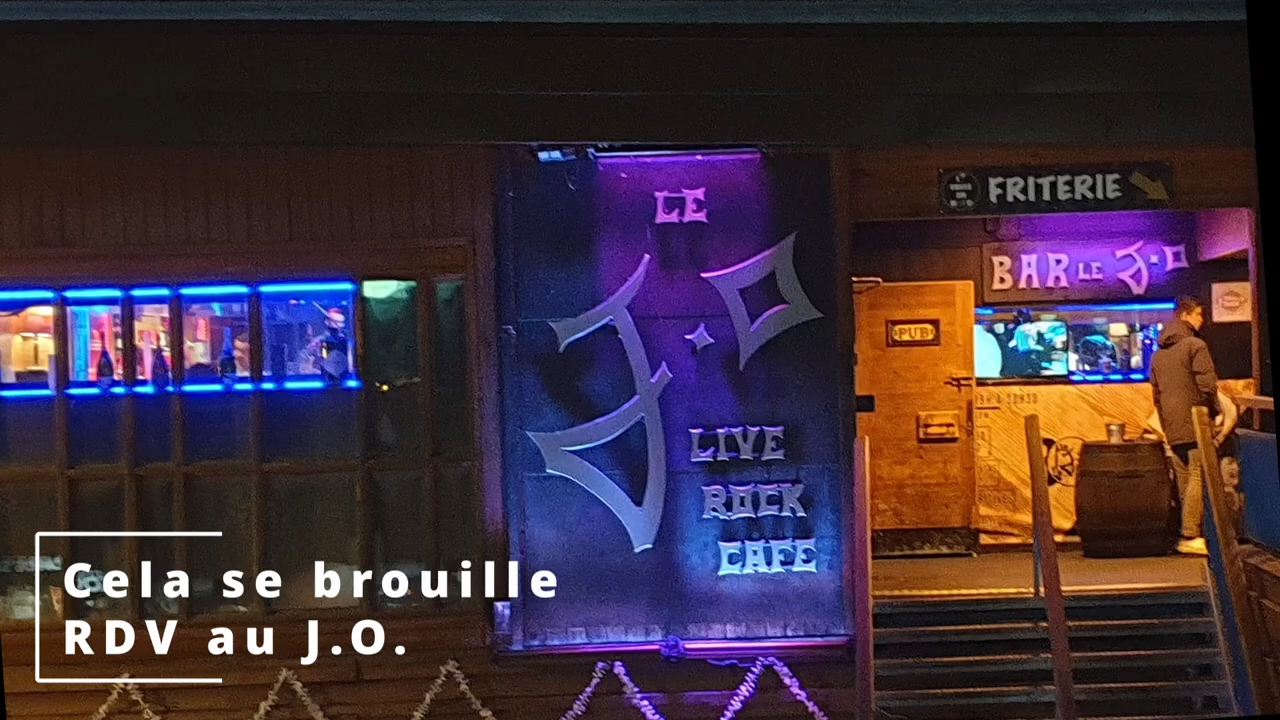 LE
J.O
LIVE
ROCK
CAFE
FRITERIE
BAR LE J.O
PUB
Cela se brouille
RDV au J.O.